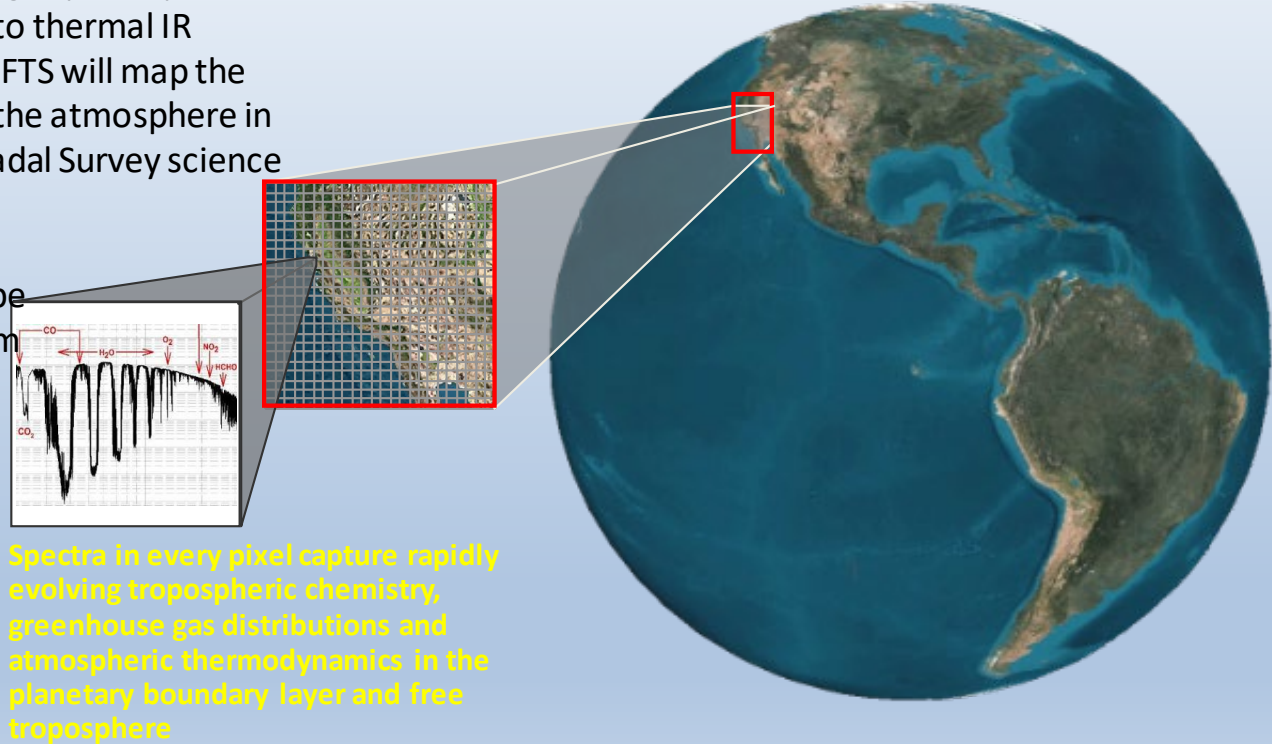 to thermal IR
FTS will map the
the atmosphere in
adal Survey science
be
m
CO
H₂O
O₂
NO₂
HCHO
CO₂
Spectra in every pixel capture rapidly
evolving tropospheric chemistry,
greenhouse gas distributions and
atmospheric thermodynamics in the
planetary boundary layer and free
troposphere